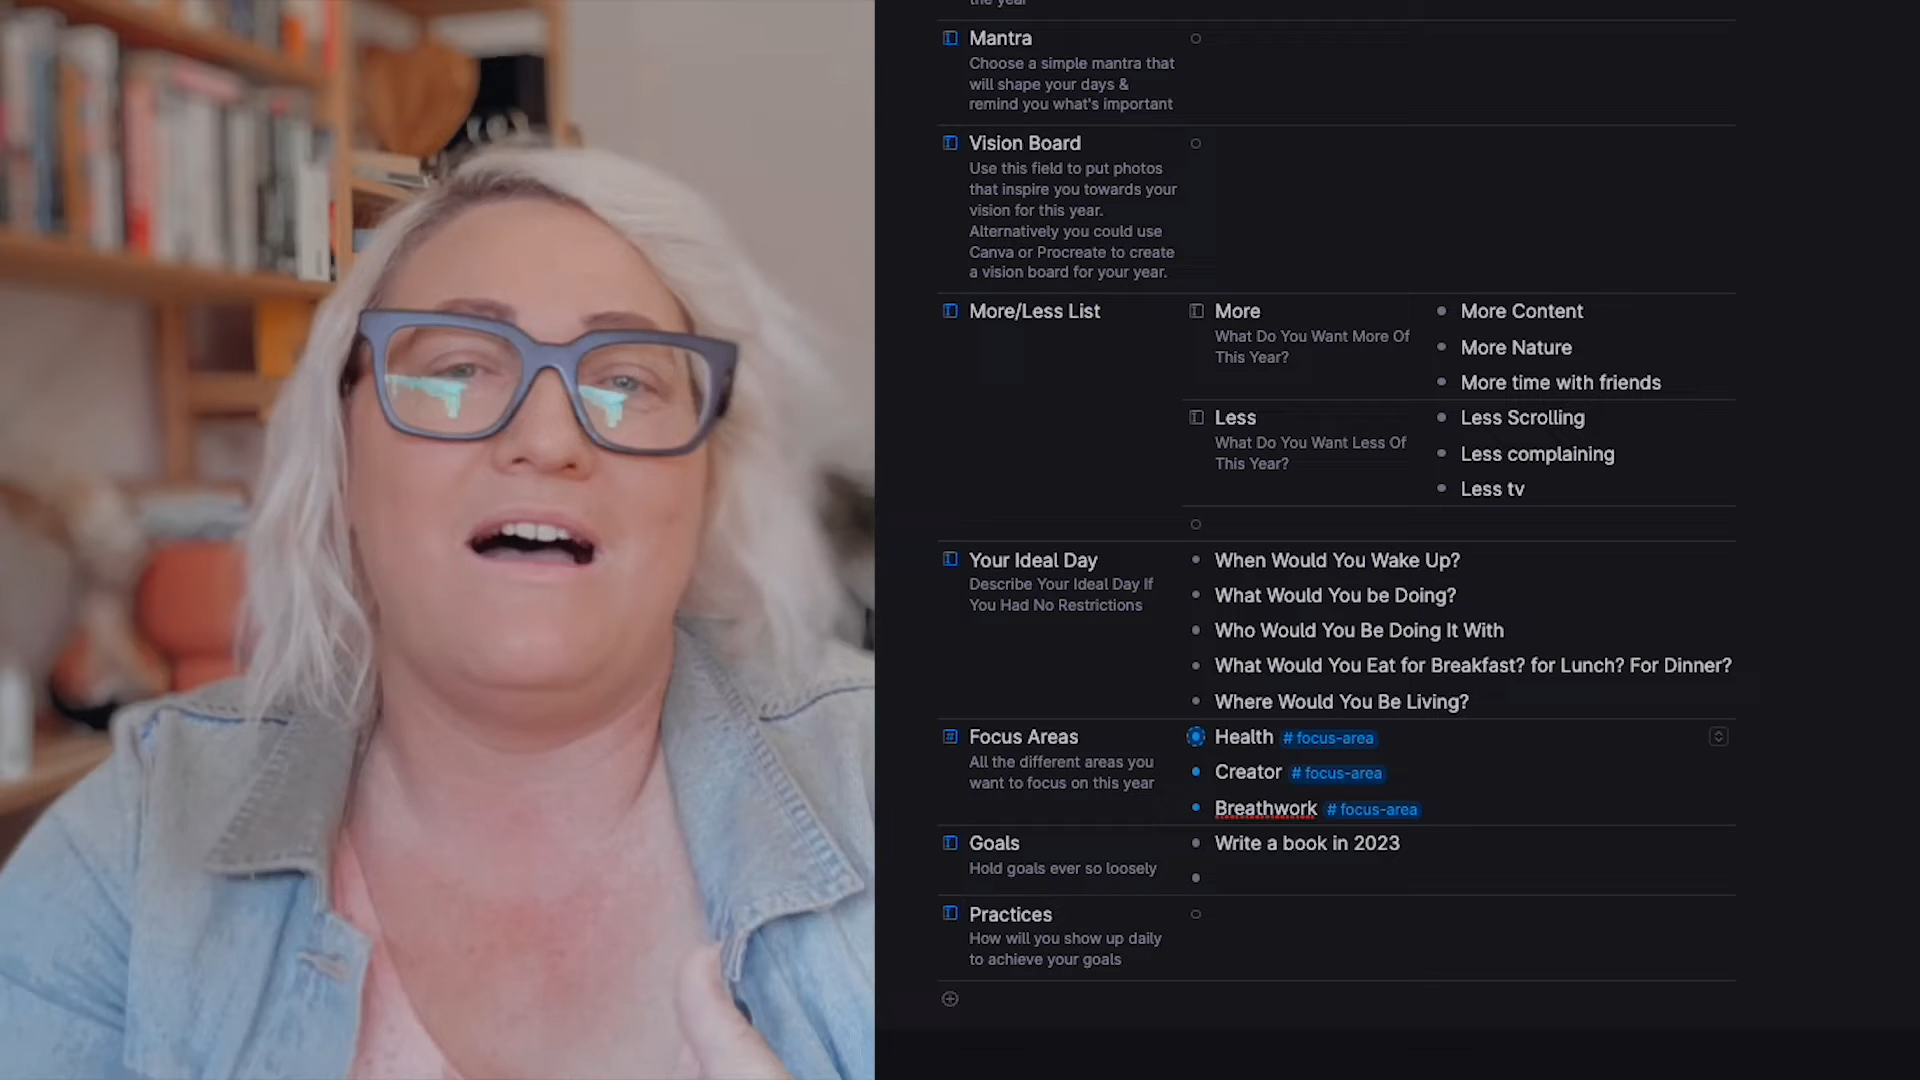 the year
Mantra
Choose a simple mantra that
will shape your days &
remind you what's important
Vision Board
Use this field to put photos
that inspire you towards your
vision for this year.
Alternatively you could use
Canva or Procreate to create
a vision board for your year.
More/Less List
More
What Do You Want More Of
This Year?
More Content
More Nature
More time with friends
Less
What Do You Want Less Of
This Year?
Less Scrolling
Less complaining
Less tv
Your Ideal Day
Describe Your Ideal Day If
You Had No Restrictions
When Would You Wake Up?
What Would You be Doing?
Who Would You Be Doing It With
What Would You Eat for Breakfast? for Lunch? For Dinner?
Where Would You Be Living?
Focus Areas
All the different areas you
want to focus on this year
Health # focus-area
Creator # focus-area
Breathwork # focus-area
Goals
Hold goals ever so loosely
Write a book in 2023
Practices
How will you show up daily
to achieve your goals